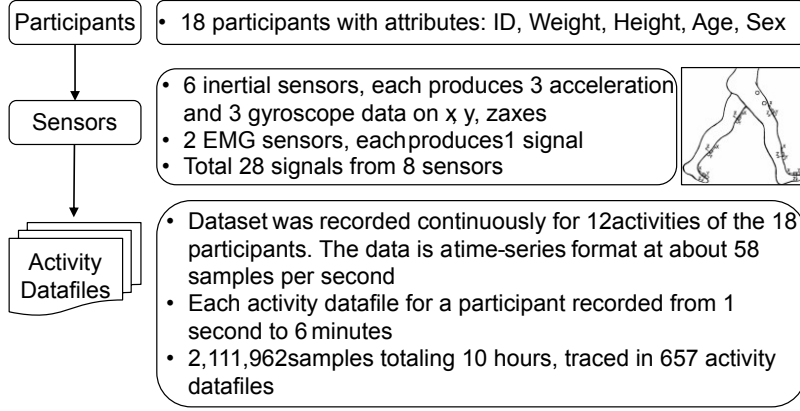 Participants
• 18 participants with attributes: ID, Weight, Height, Age, Sex
Sensors
• 6 inertial sensors, each produces 3 acceleration
and 3 gyroscope data on x, y, zaxes
• 2 EMG sensors, eachproduces1 signal
• Total 28 signals from 8 sensors
Activity
Datafiles
• Dataset was recorded continuously for 12activities of the 18
participants. The data is atime-series format at about 58
samples per second
• Each activity datafile for a participant recorded from 1
second to 6 minutes
• 2,111,962samples totaling 10 hours, traced in 657 activity
datafiles